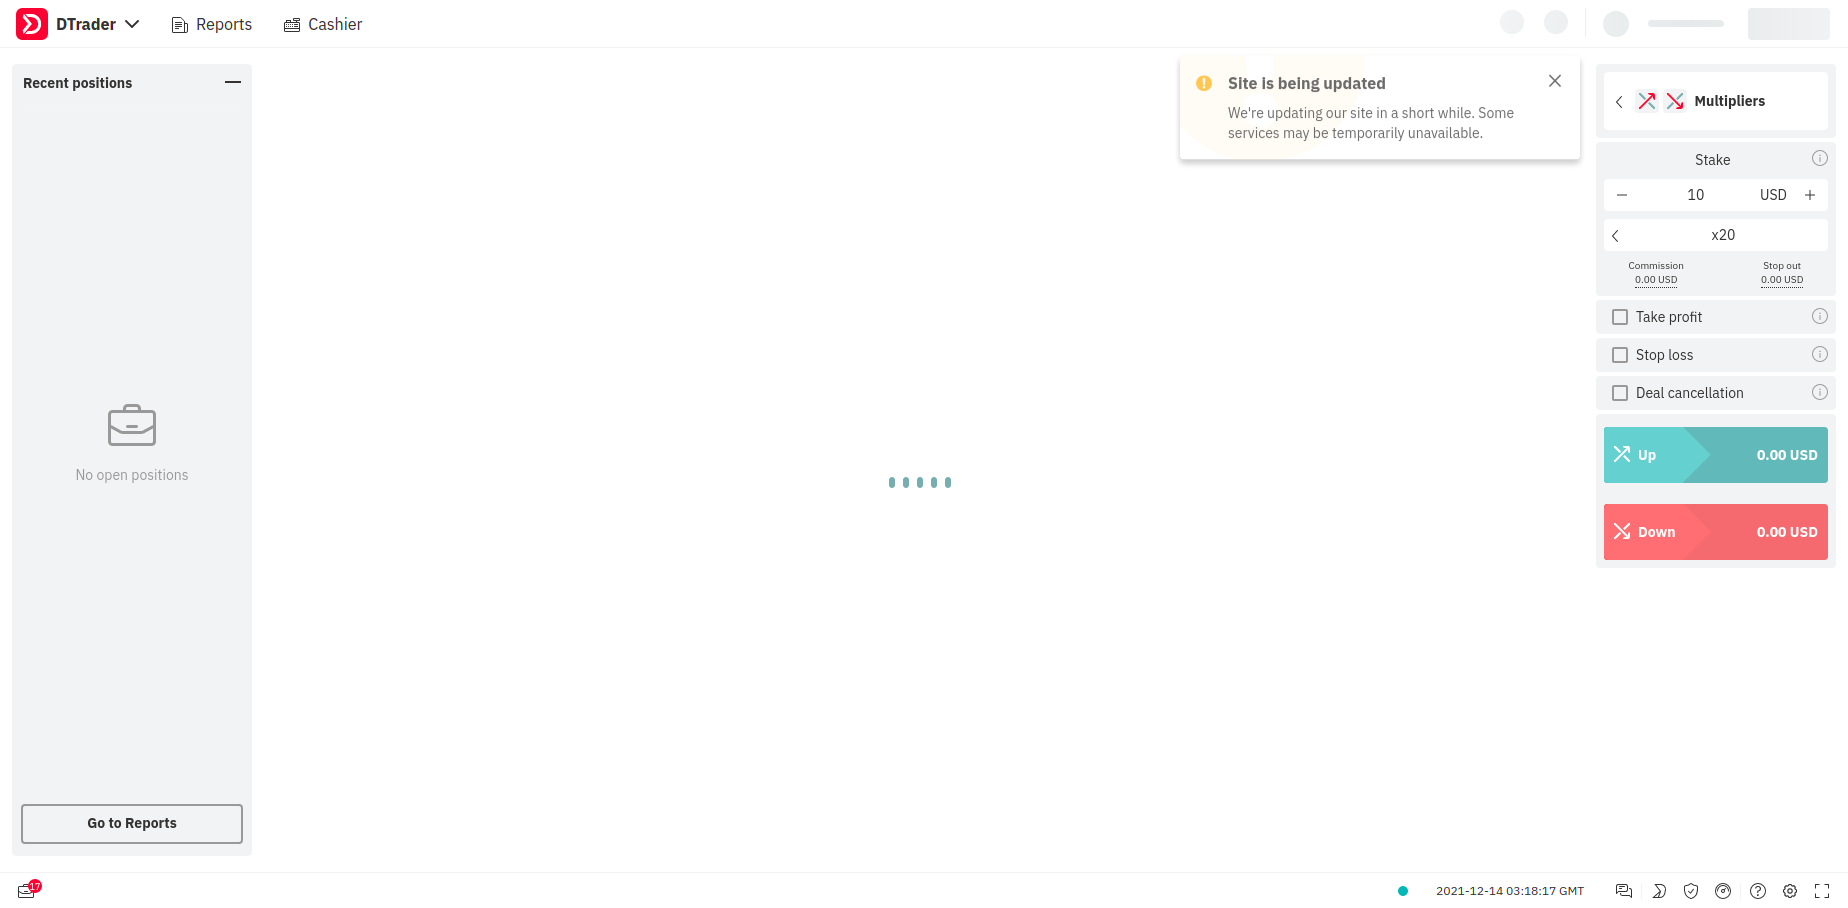 DTrader
Reports
Cashier
Recent positions
No open positions
Go to Reports
Site is being updated
We're updating our site in a short while. Some
services may be temporarily unavailable.
Multipliers
Stake
10 USD
x20
Commission
0.00 USD
Stop out
0.00 USD
Take profit
Stop loss
Deal cancellation
Up 0.00 USD
Down 0.00 USD
17
2021-12-14 03:18:17 GMT